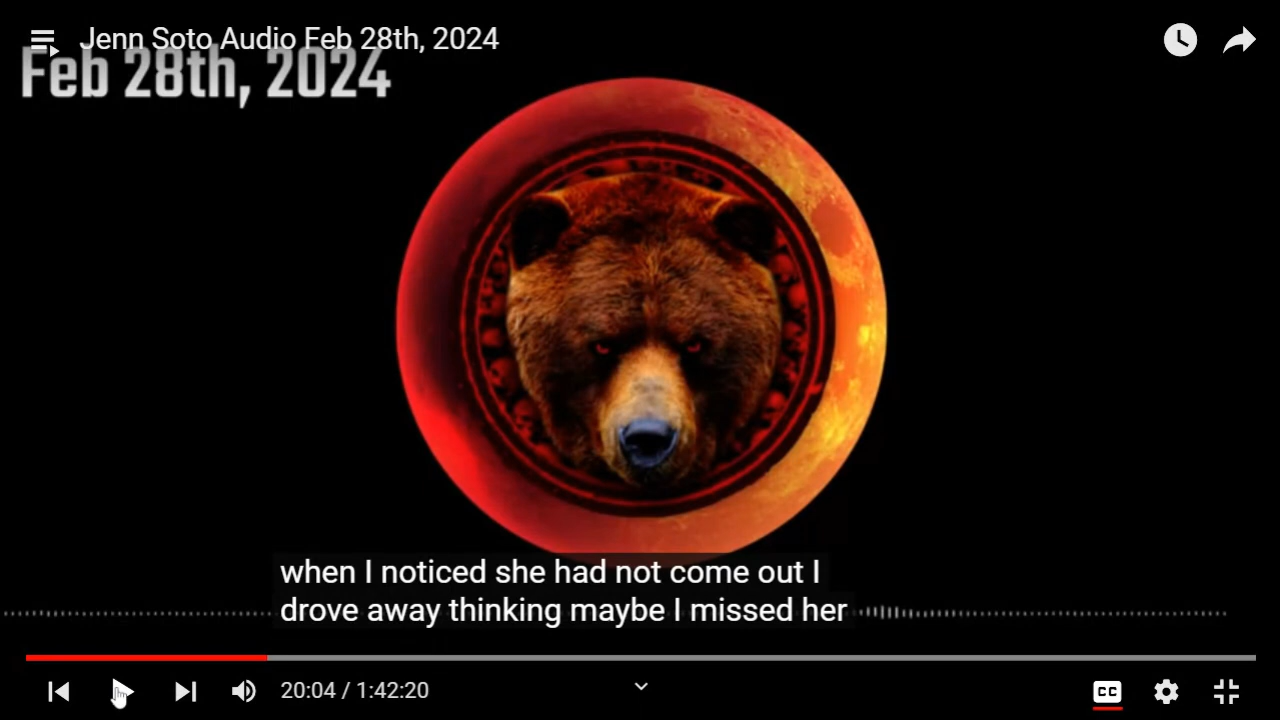 Jenn Soto Audio Feb 28th, 2024
Feb 28th, 2024
when I noticed she had not come out I
drove away thinking maybe I missed her
20:04 / 1:42:20
CC